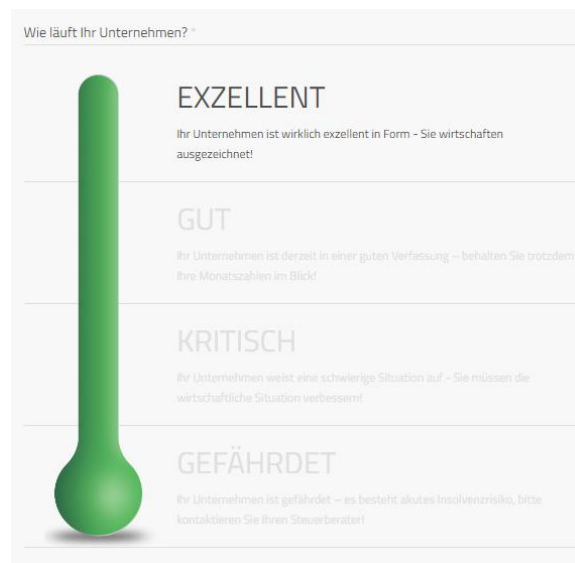 Wie läuft Ihr Unternehmen? *
EXZELLENT
Ihr Unternehmen ist wirklich exzellent in Form - Sie wirtschaften
ausgezeichnet!
GUT
Ihr Unternehmen ist derzeit in einer guten Verfassung – behalten Sie trotzdem
Ihre Monatszahlen im Blick!
KRITISCH
Ihr Unternehmen weist eine schwierige Situation auf - Sie müssen die
wirtschaftliche Situation verbessern!
GEFÄHRDET
Ihr Unternehmen ist gefährdet – es besteht akutes Insolvenzrisiko, bitte
kontaktieren Sie Ihren Steuerberater!